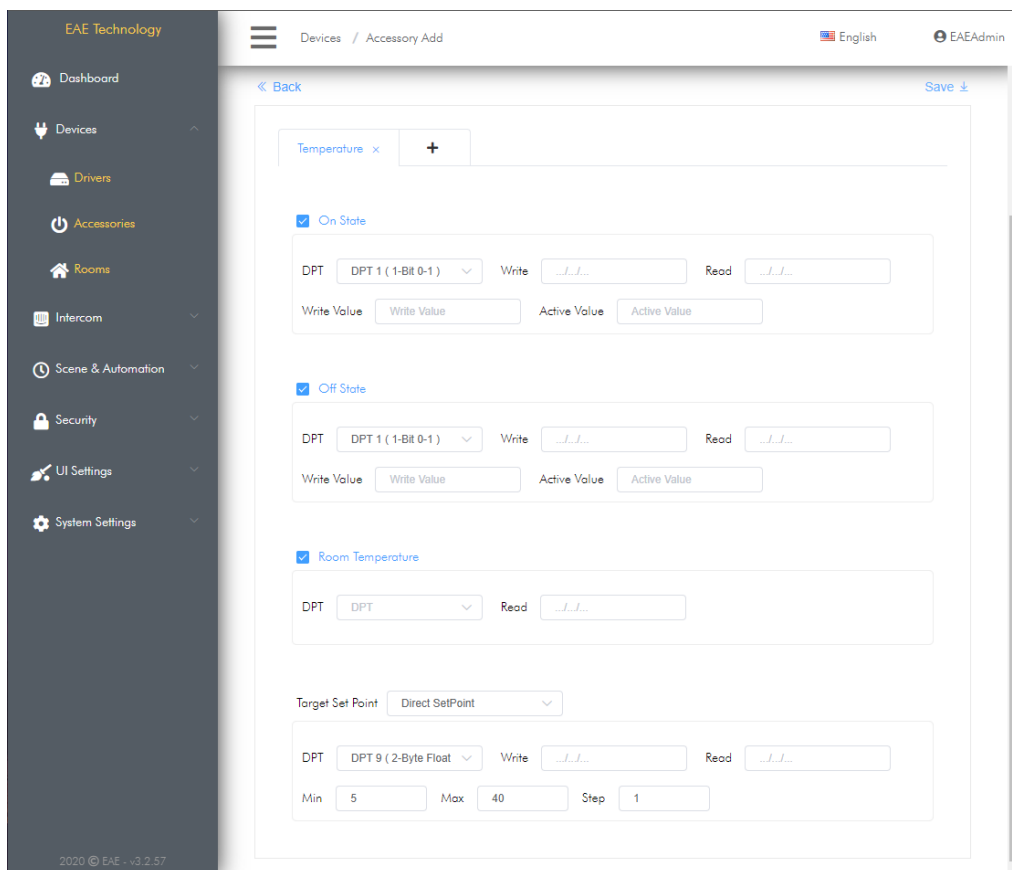 EAE Technology
Devices / Accessory Add
English
EAEAdmin
Dashboard
Devices
Drivers
Accessories
Rooms
Intercom
Scene & Automation
Security
UI Settings
System Settings
2020 © EAE - v3.2.57
« Back
Save
Temperature × +
On State
DPT DPT 1 ( 1-Bit 0-1 ) Write .../.../... Read .../.../...
Write Value Write Value Active Value Active Value
Off State
DPT DPT 1 ( 1-Bit 0-1 ) Write .../.../... Read .../.../...
Write Value Write Value Active Value Active Value
Room Temperature
DPT DPT Read .../.../...
Target Set Point Direct SetPoint
DPT DPT 9 ( 2-Byte Float Write .../.../... Read .../.../...
Min 5 Max 40 Step 1